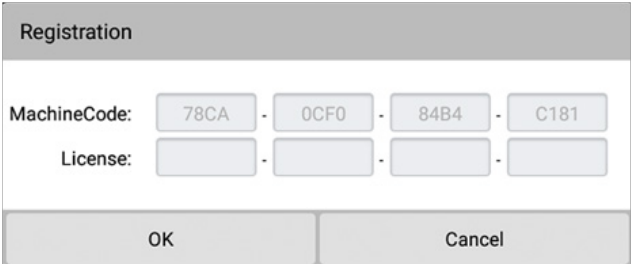 Registration
MachineCode: 78CA - 0CF0 - 84B4 - C181
License: - - -
OK Cancel